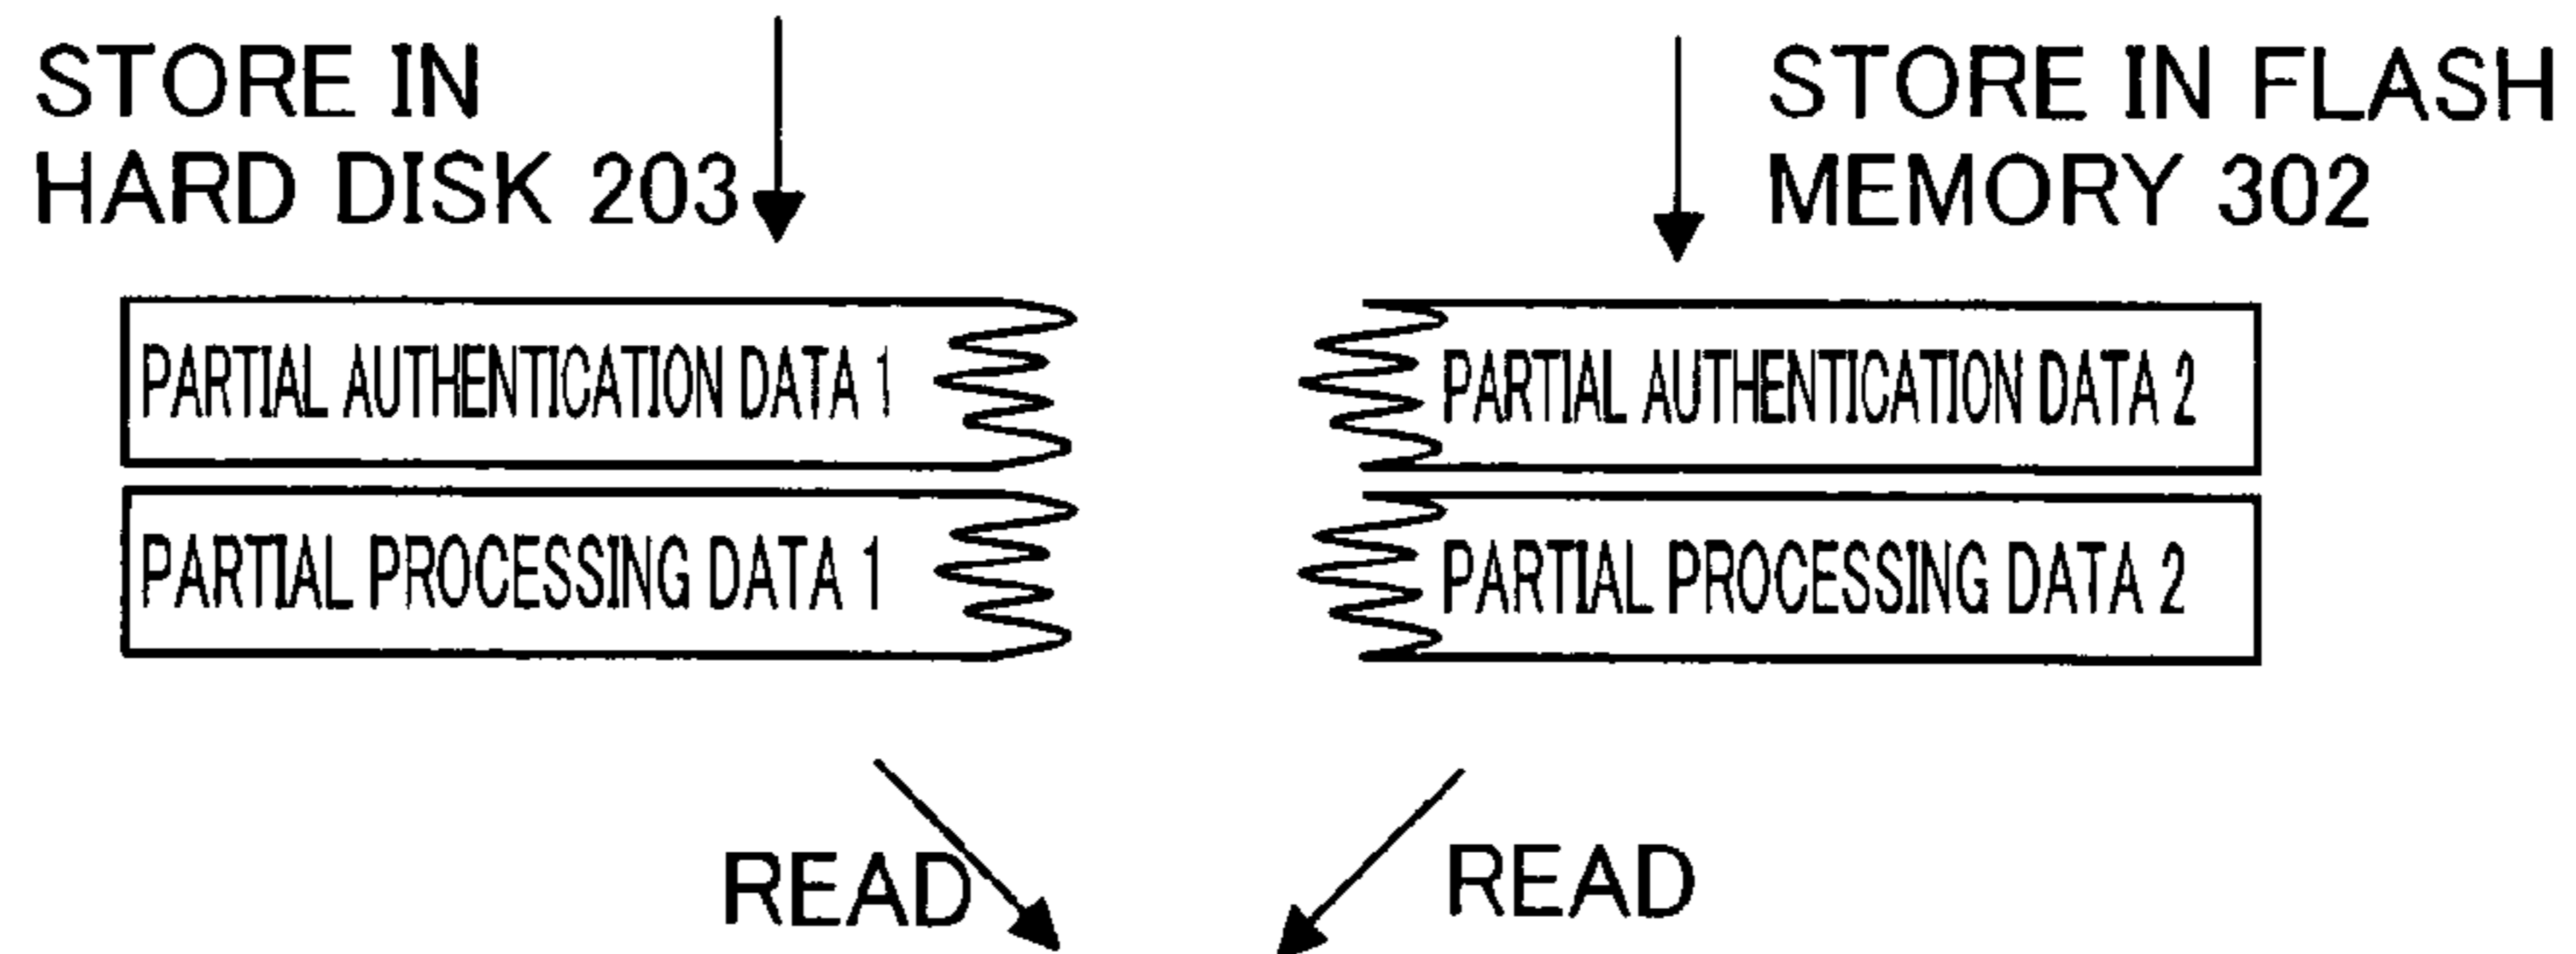 STORE IN
HARD DISK 203
STORE IN FLASH
MEMORY 302
PARTIAL AUTHENTICATION DATA 1
PARTIAL AUTHENTICATION DATA 2
PARTIAL PROCESSING DATA 1
PARTIAL PROCESSING DATA 2
READ
READ